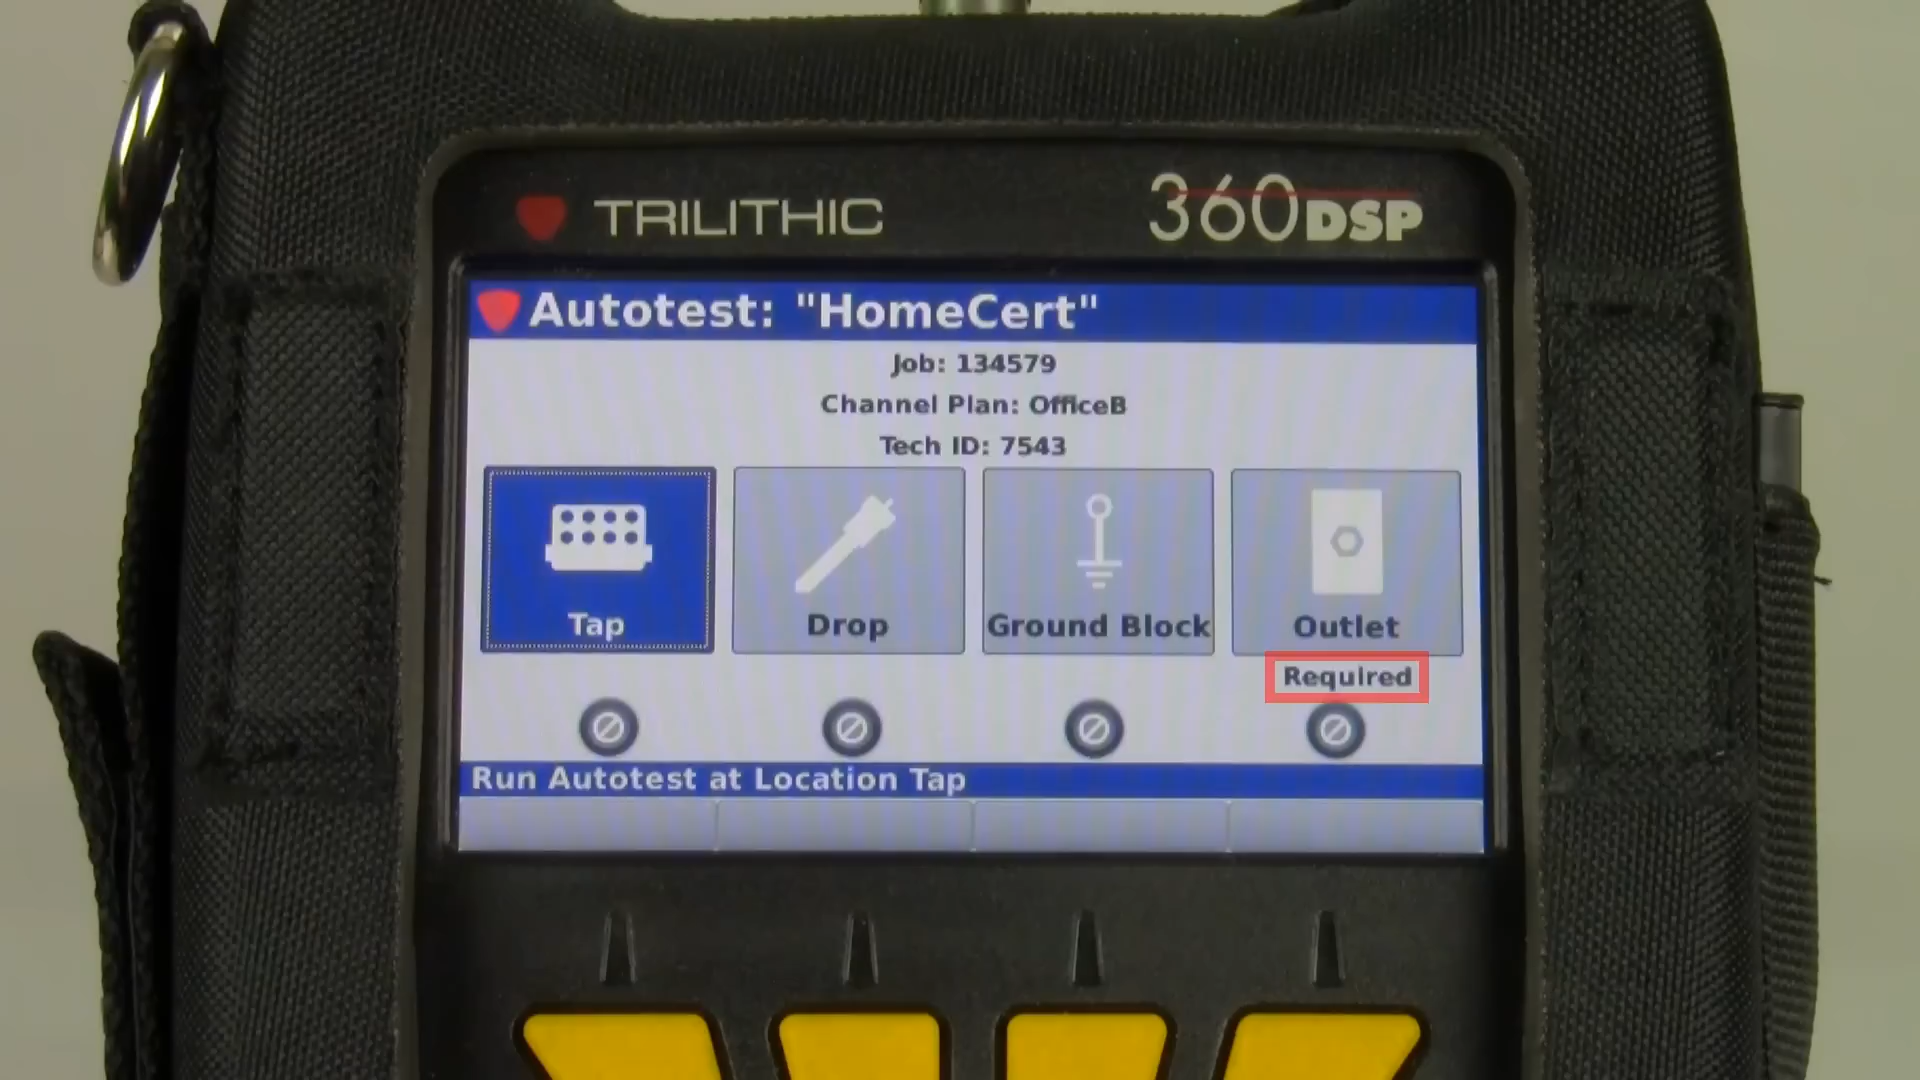 TRILITHIC
360DSP
Autotest: "HomeCert"
Job: 134579
Channel Plan: OfficeB
Tech ID: 7543
Tap
Drop
Ground Block
Outlet
Required
Run Autotest at Location Tap